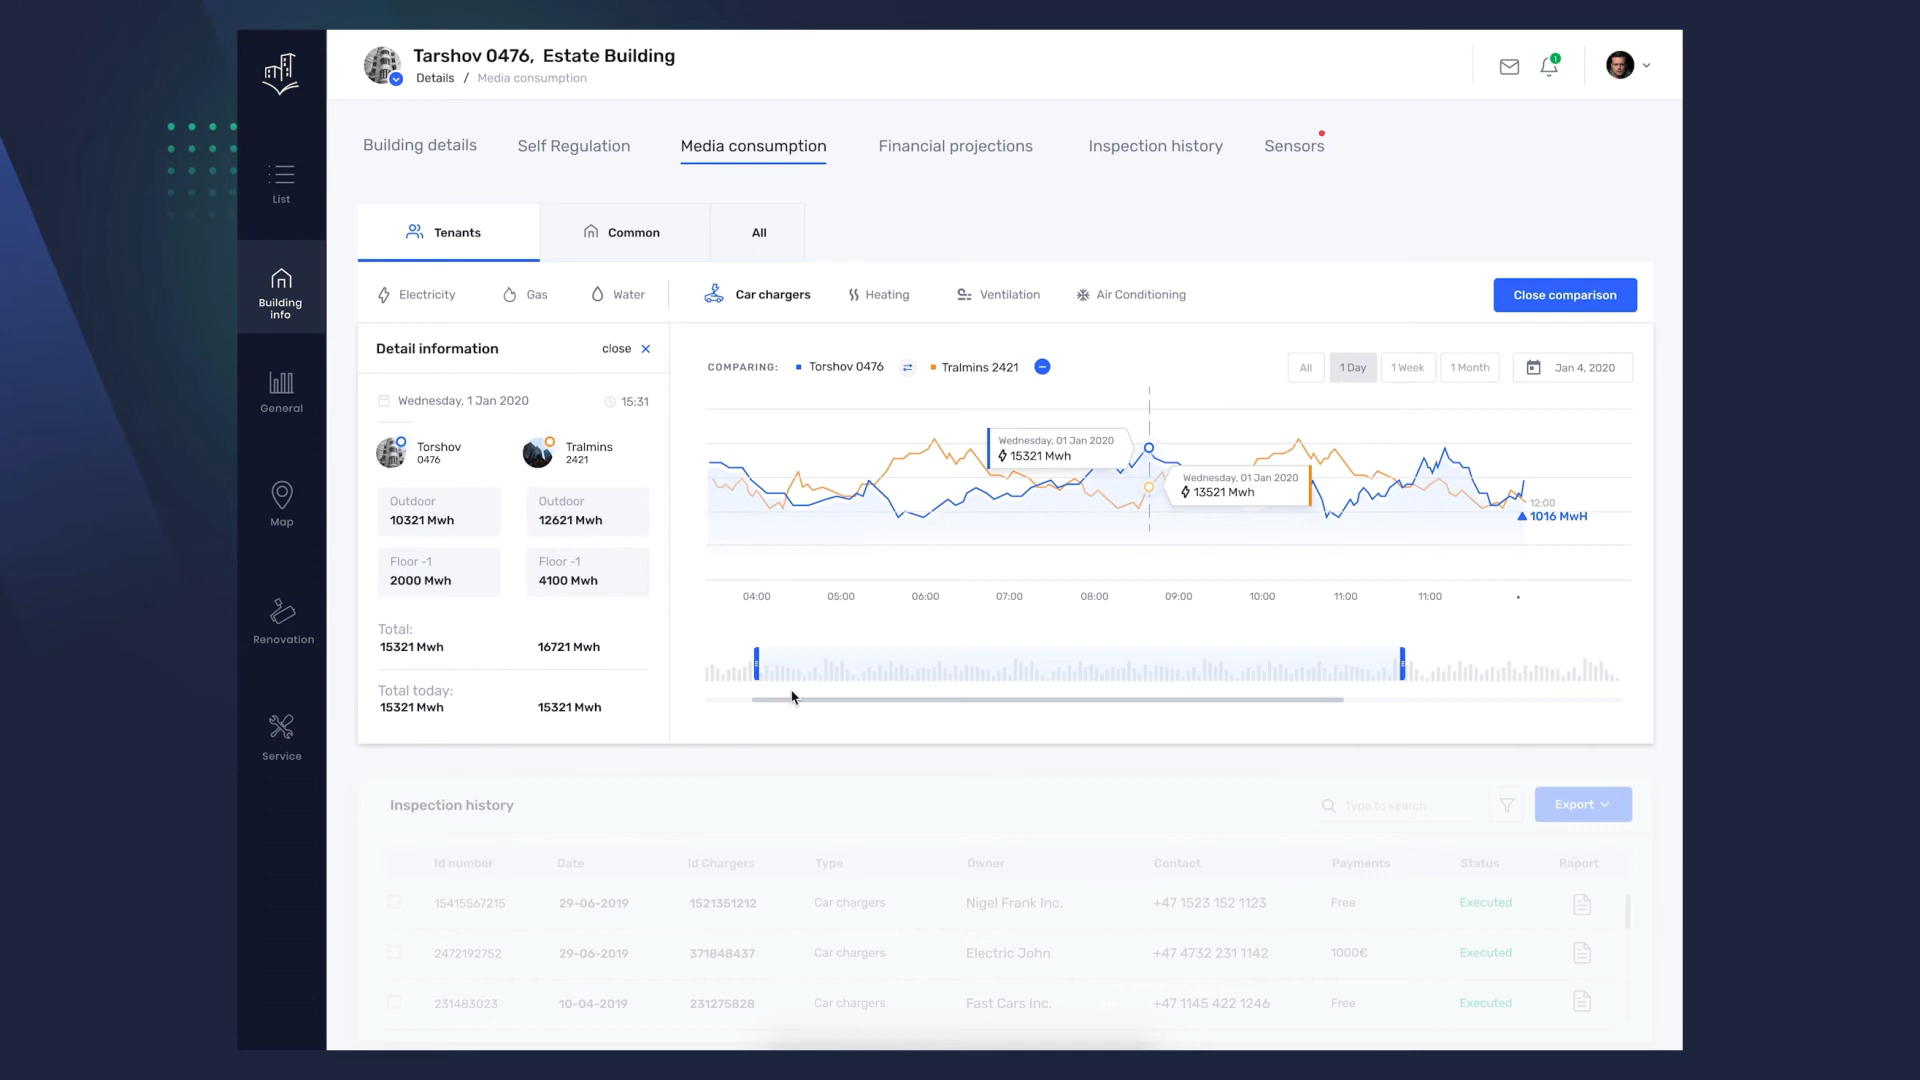 Tarshov 0476, Estate Building
Details / Media consumption
1
Building details Self Regulation Media consumption Financial projections Inspection history Sensors
List
Building info
General
Map
Renovation
Service
Tenants Common All
Electricity Gas Water Car chargers Heating Ventilation Air Conditioning Close comparison
Detail information close
Wednesday, 1 Jan 2020 15:31
Torshov 0476
Tralmins 2421
Outdoor
10321 Mwh
Outdoor
12621 Mwh
Floor -1
2000 Mwh
Floor -1
4100 Mwh
Total:
15321 Mwh 16721 Mwh
Total today:
15321 Mwh 15321 Mwh
COMPARING: Torshov 0476 Tralmins 2421
All 1 Day 1 Week 1 Month Jan 4, 2020
Wednesday, 01 Jan 2020
15321 Mwh
Wednesday, 01 Jan 2020
13521 Mwh
12:00
1016 MwH
04:00 05:00 06:00 07:00 08:00 09:00 10:00 11:00 11:00
Inspection history Type to search Export
Id number Date Id Chargers Type Owner Contact Payments Status Raport
15415567215 29-06-2019 1521351212 Car chargers Nigel Frank Inc. +47 1523 152 1123 Free Executed
2472192752 29-06-2019 371848437 Car chargers Electric John +47 4732 231 1142 1000€ Executed
231483023 10-04-2019 231275828 Car chargers Fast Cars Inc. +47 1145 422 1246 Free Executed